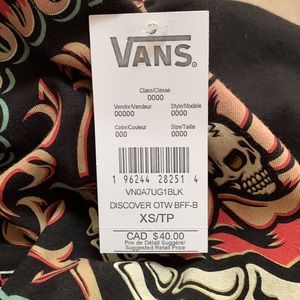 VANS
Class/Classe
0000
Vendor/Vendeur Style/Modèle
00000 0000
Color/Couleur Size/Taille
000 0000
1 96244 28251 4
VN0A7UG1BLK
DISCOVER OTW BFF-B
XS/TP
CAD $40.00
Prix de Détail Suggéré/
Suggested Retail Price